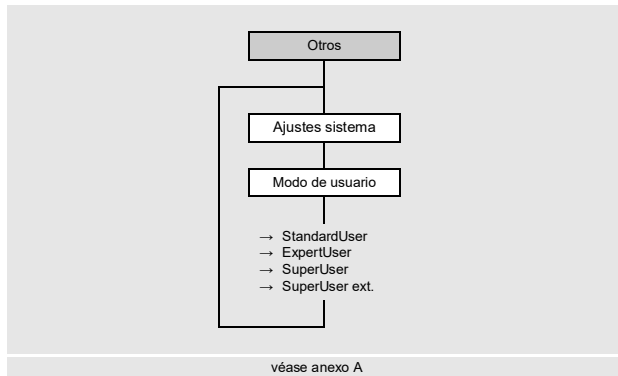 Otros
Ajustes sistema
Modo de usuario
→ StandardUser
→ ExpertUser
→ SuperUser
→ SuperUser ext.
véase anexo A